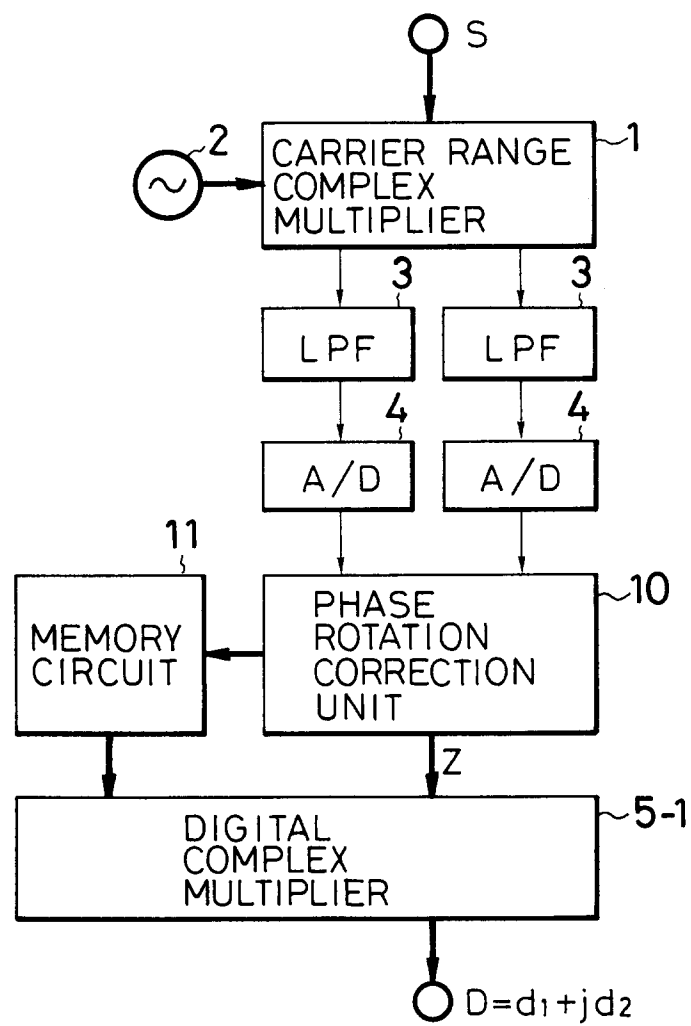 S
2
1
CARRIER RANGE
COMPLEX
MULTIPLIER
3
3
LPF
LPF
4
4
A/D
A/D
11
10
MEMORY
CIRCUIT
PHASE
ROTATION
CORRECTION
UNIT
Z
5-1
DIGITAL
COMPLEX
MULTIPLIER
D=d1+jd2